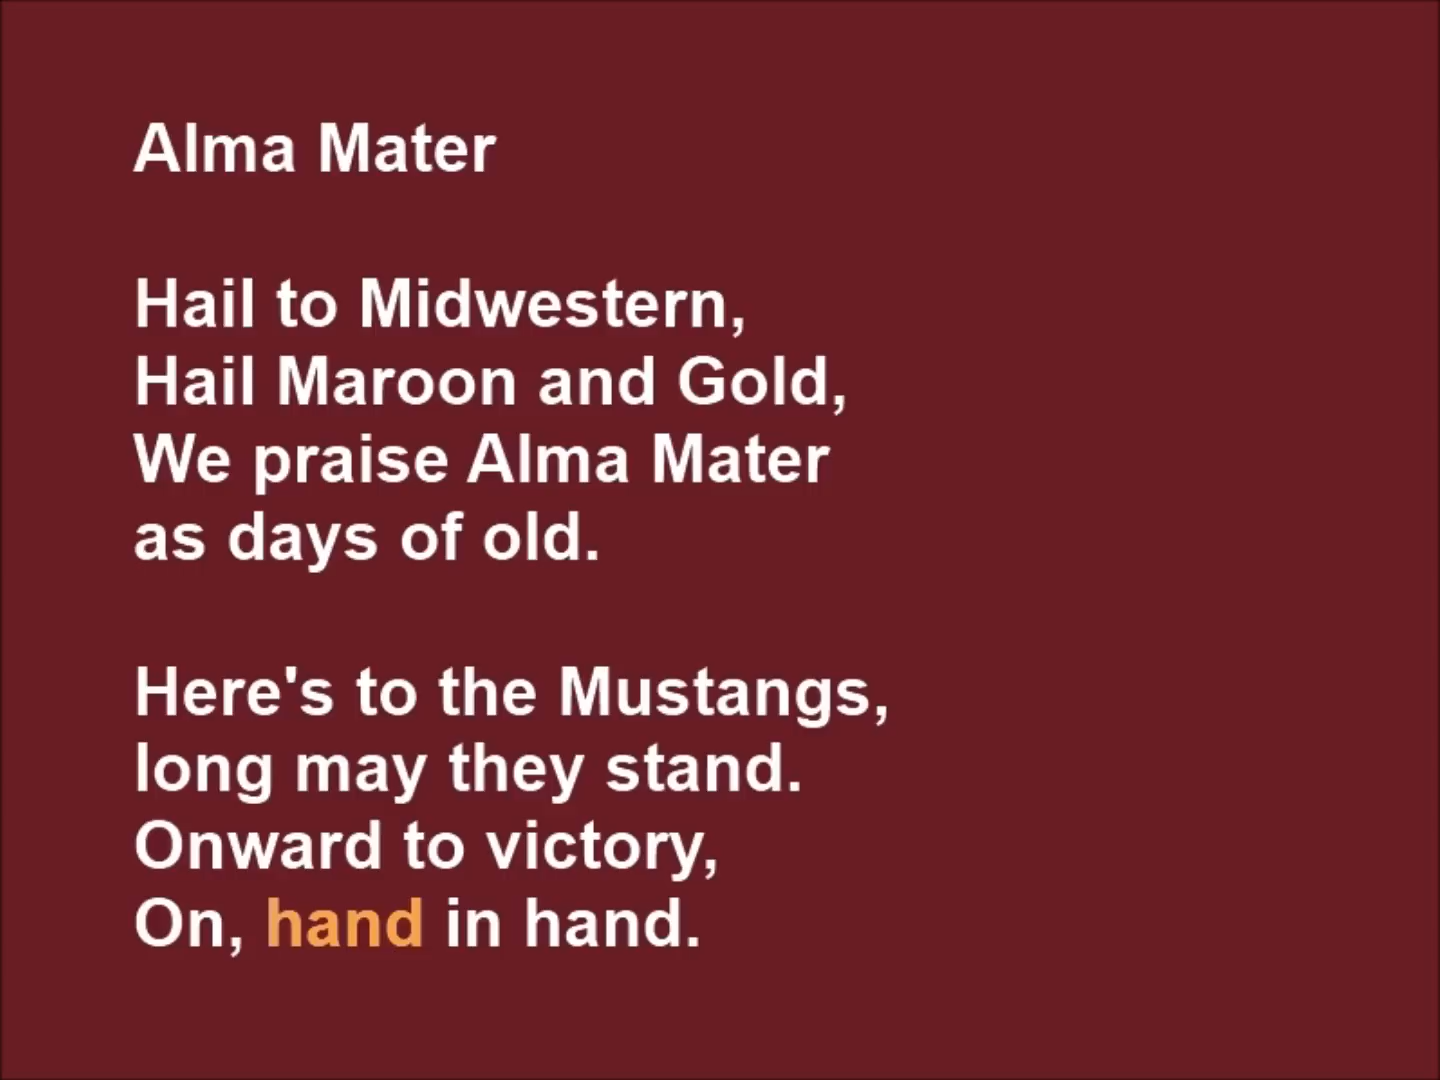 Alma Mater
Hail to Midwestern,
Hail Maroon and Gold,
We praise Alma Mater
as days of old.
Here's to the Mustangs,
long may they stand.
Onward to victory,
On, hand in hand.